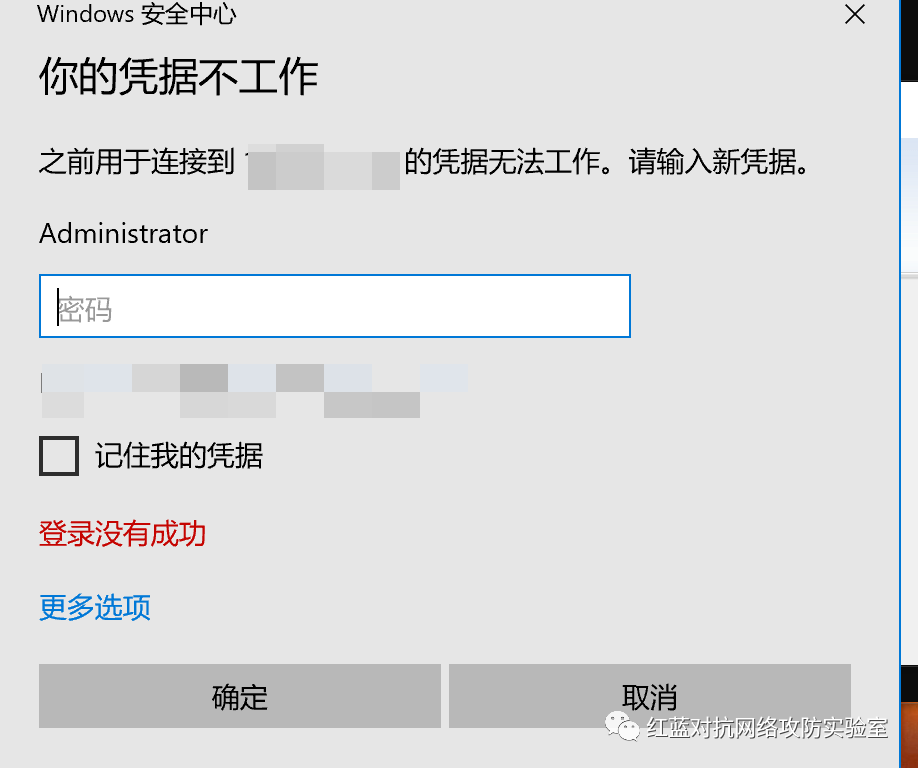 Windows 安全中心
你的凭据不工作
之前用于连接到 的凭据无法工作。请输入新凭据。
Administrator
密码
记住我的凭据
登录没有成功
更多选项
确定
取消
红蓝对抗网络攻防实验室